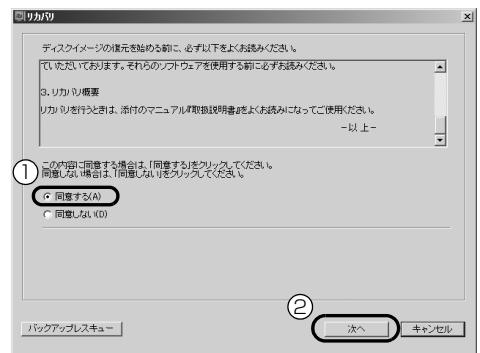 リカバリ
ディスクイメージの復元を始める前に、必ず以下をよくお読みください。
ていただいております。それらのソフトウェアを使用する前に必ずお読みください。
3. リカバリ概要
リカバリを行うときは、添付のマニュアル『取扱説明書』をよくお読みになってご使用ください。
－以 上－
①
この内容に同意する場合は、「同意する」をクリックしてください。
同意しない場合は、「同意しない」をクリックしてください。
同意する(A)
同意しない(D)
②
バックアップレスキュー
次へ
キャンセル